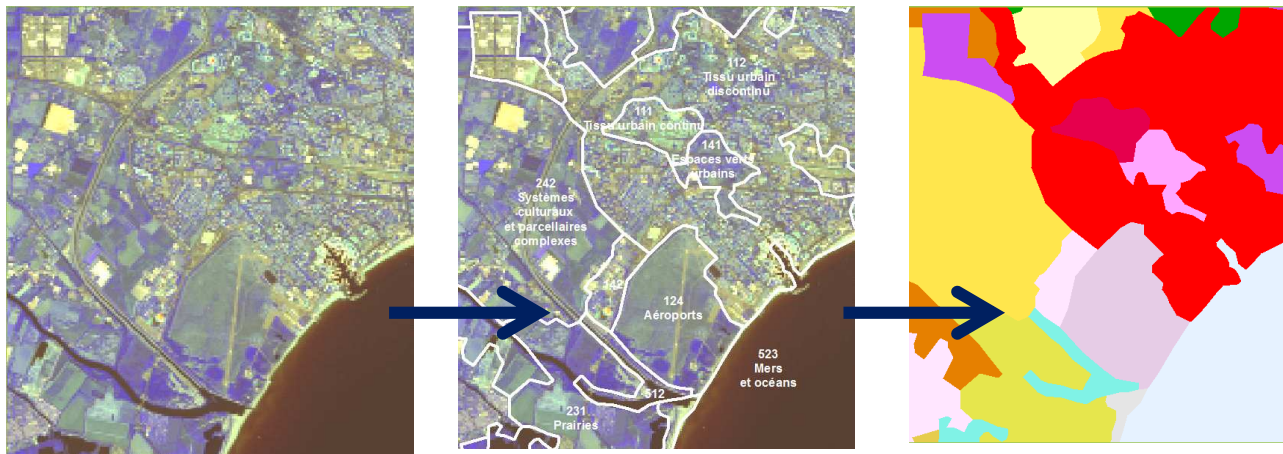 112
Tissu urbain
discontinu
111
Tissu urbain continu
141
Espaces verts
urbains
242
Systèmes
culturaux
et parcellaires
complexes
142
124
Aéroports
523
Mers
et océans
512
231
Prairies